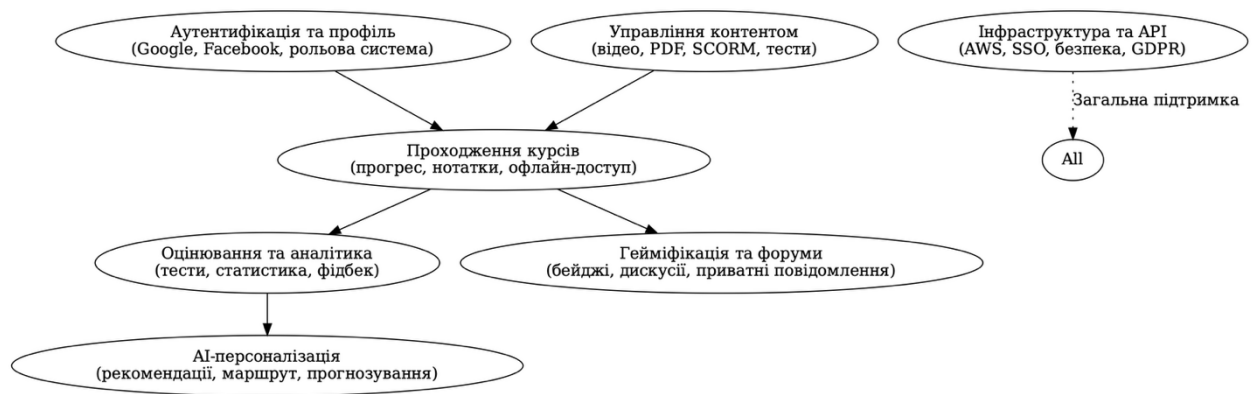 Аутентифікація та профіль
(Google, Facebook, рольова система)
Управління контентом
(відео, PDF, SCORM, тести)
Інфраструктура та API
(AWS, SSO, безпека, GDPR)
Загальна підтримка
Проходження курсів
(прогрес, нотатки, офлайн-доступ)
All
Оцінювання та аналітика
(тести, статистика, фідбек)
Гейміфікація та форуми
(бейджі, дискусії, приватні повідомлення)
AI-персоналізація
(рекомендації, маршрут, прогнозування)